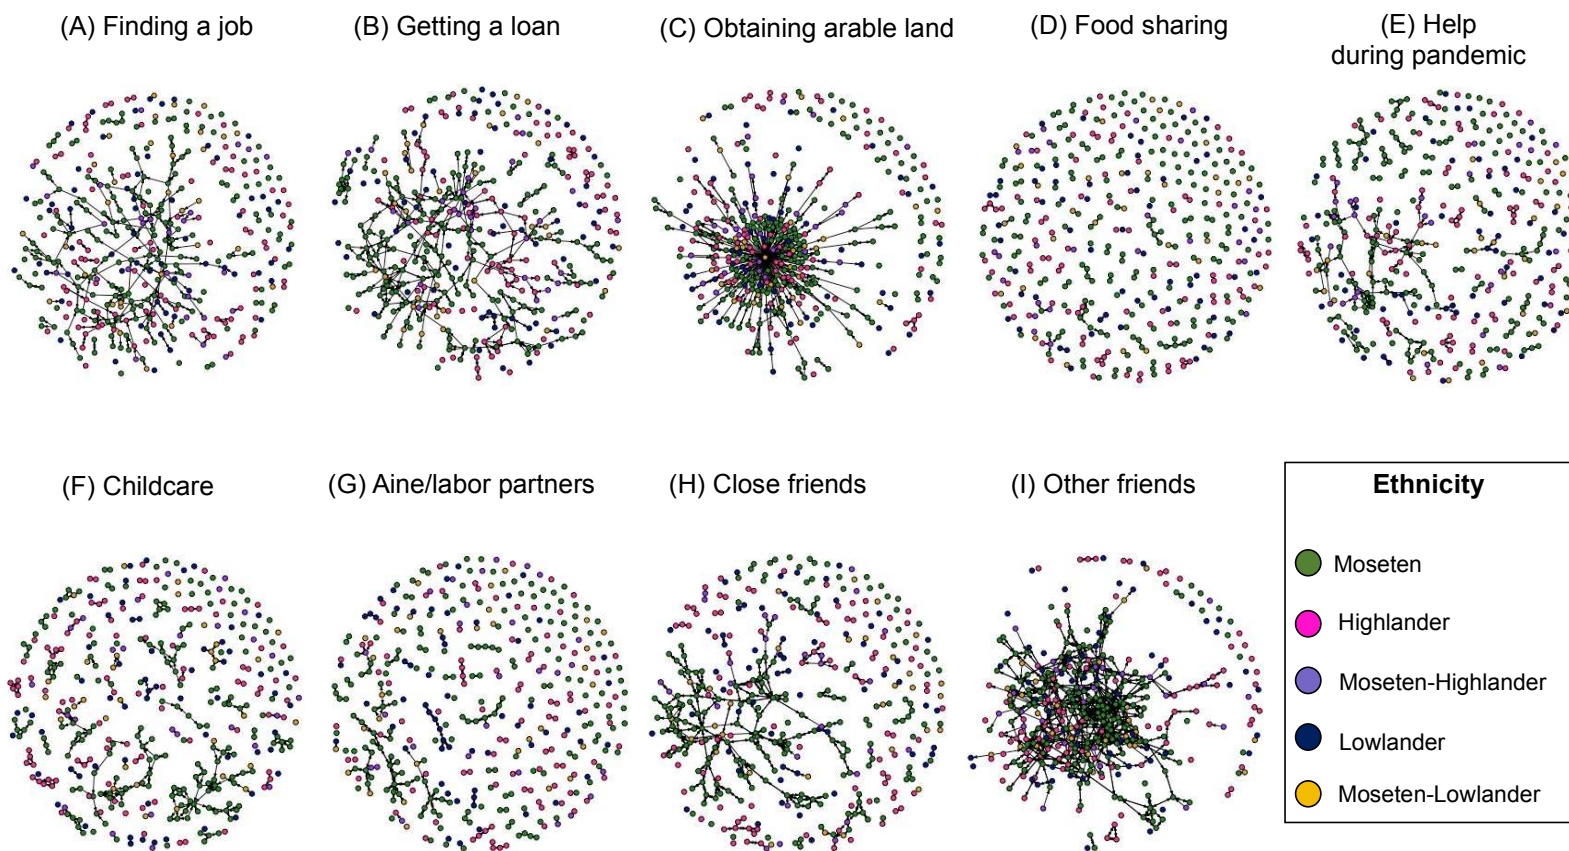 (A) Finding a job
(B) Getting a loan
(C) Obtaining arable land
(D) Food sharing
(E) Help
during pandemic
(F) Childcare
(G) Aine/labor partners
(H) Close friends
(I) Other friends
Ethnicity
Moseten
Highlander
Moseten-Highlander
Lowlander
Moseten-Lowlander